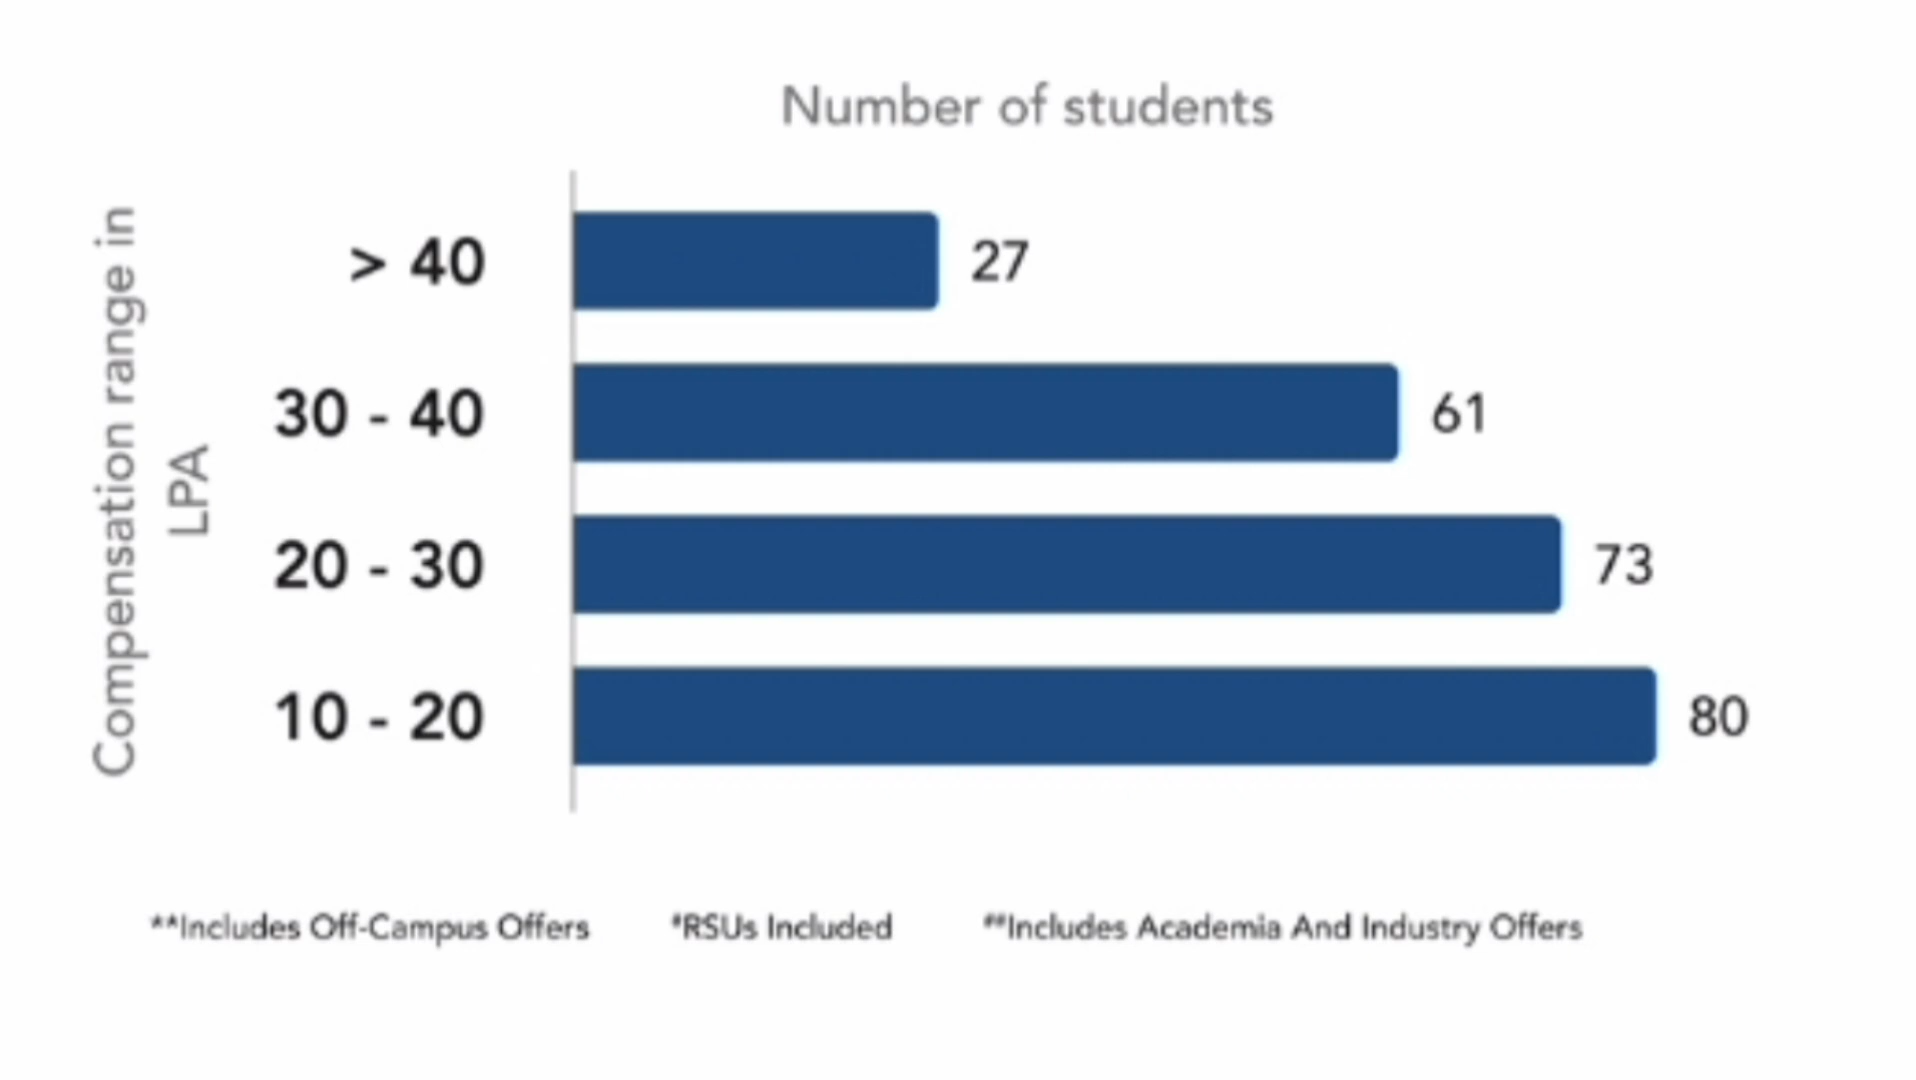 Number of students
Compensation range in
LPA
> 40 27
30 - 40 61
20 - 30 73
10 - 20 80
**Includes Off-Campus Offers #RSUs Included ##Includes Academia And Industry Offers